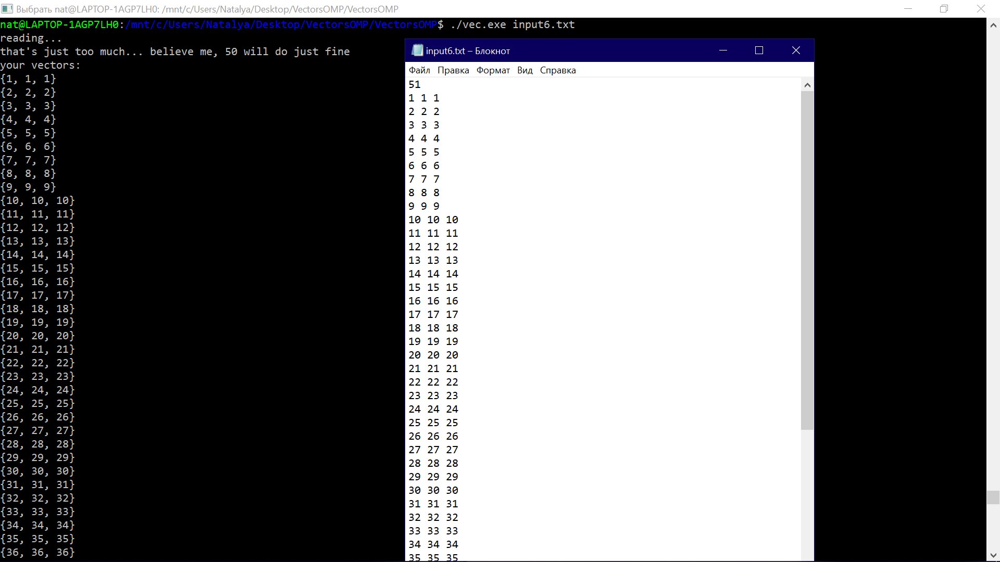 Выбрать nat@LAPTOP-1AGP7LH0: /mnt/c/Users/Natalya/Desktop/VectorsOMP/VectorsOMP
nat@LAPTOP-1AGP7LH0:/mnt/c/Users/Natalya/Desktop/VectorsOMP/VectorsOMP$ ./vec.exe input6.txt
reading...
that's just too much... believe me, 50 will do just fine
your vectors:
{1, 1, 1}
{2, 2, 2}
{3, 3, 3}
{4, 4, 4}
{5, 5, 5}
{6, 6, 6}
{7, 7, 7}
{8, 8, 8}
{9, 9, 9}
{10, 10, 10}
{11, 11, 11}
{12, 12, 12}
{13, 13, 13}
{14, 14, 14}
{15, 15, 15}
{16, 16, 16}
{17, 17, 17}
{18, 18, 18}
{19, 19, 19}
{20, 20, 20}
{21, 21, 21}
{22, 22, 22}
{23, 23, 23}
{24, 24, 24}
{25, 25, 25}
{26, 26, 26}
{27, 27, 27}
{28, 28, 28}
{29, 29, 29}
{30, 30, 30}
{31, 31, 31}
{32, 32, 32}
{33, 33, 33}
{34, 34, 34}
{35, 35, 35}
{36, 36, 36}
input6.txt – Блокнот
Файл Правка Формат Вид Справка
51
1 1 1
2 2 2
3 3 3
4 4 4
5 5 5
6 6 6
7 7 7
8 8 8
9 9 9
10 10 10
11 11 11
12 12 12
13 13 13
14 14 14
15 15 15
16 16 16
17 17 17
18 18 18
19 19 19
20 20 20
21 21 21
22 22 22
23 23 23
24 24 24
25 25 25
26 26 26
27 27 27
28 28 28
29 29 29
30 30 30
31 31 31
32 32 32
33 33 33
34 34 34
35 35 35